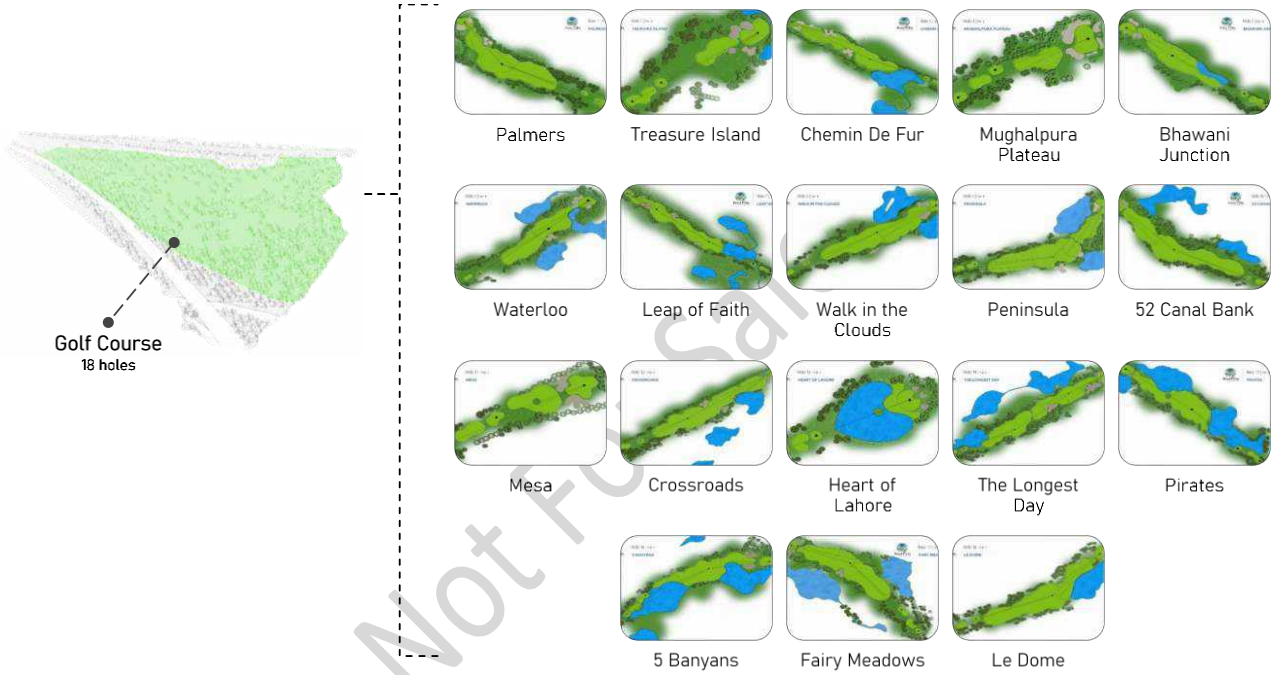 Palmers
Treasure Island
Chemin De Fur
Mughalpura
Plateau
Bhawani
Junction
Golf Course
18 holes
Waterloo
Leap of Faith
Walk in the
Clouds
Peninsula
52 Canal Bank
Mesa
Crossroads
Heart of
Lahore
The Longest
Day
Pirates
5 Banyans
Fairy Meadows
Le Dome
Not For Sale